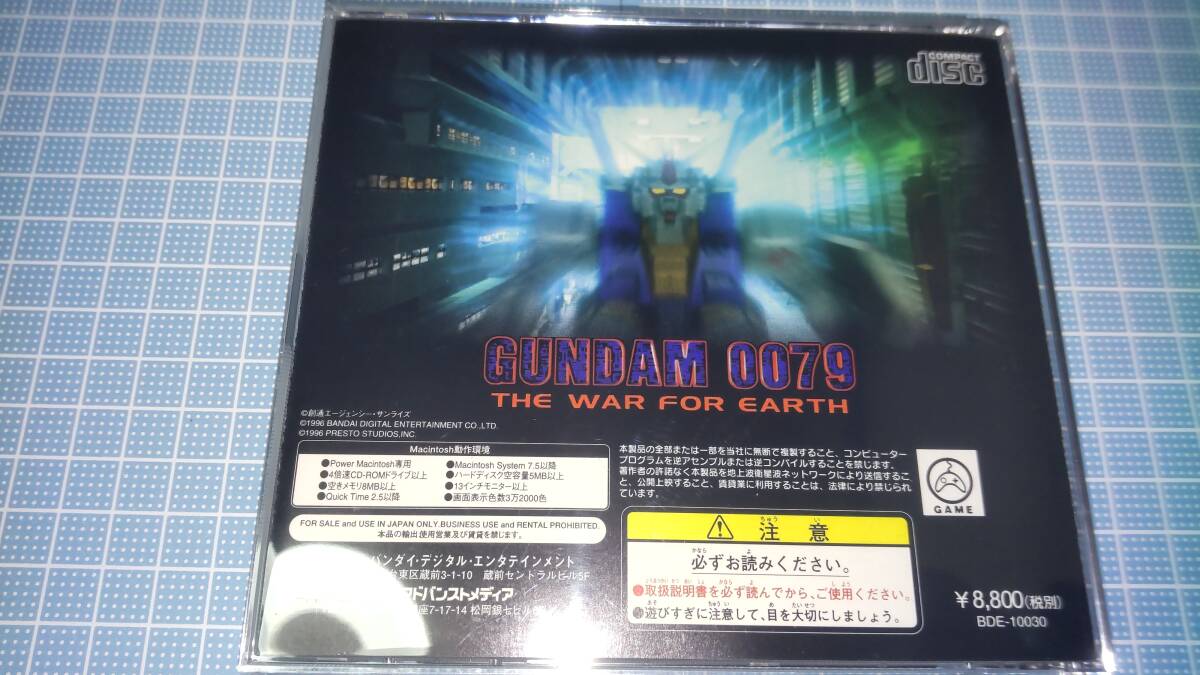 COMPACT
disc
GUNDAM 0079
THE WAR FOR EARTH
©創通エージェンシー・サンライズ
©1996 BANDAI DIGITAL ENTERTAINMENT CO.,LTD.
©1996 PRESTO STUDIOS,INC.
Macintosh動作環境
●Power Macintosh専用
●4倍速CD-ROMドライブ以上
●空きメモリ8MB以上
●Quick Time 2.5以降
●Macintosh System 7.5以降
●ハードディスク空容量5MB以上
●13インチモニター以上
●画面表示色数3万2000色
FOR SALE and USE IN JAPAN ONLY.BUSINESS USE and RENTAL PROHIBITED.
本品の輸出,使用営業及び賃貸を禁じます。
バンダイ・デジタル・エンタテインメント
台東区蔵前3-1-10 蔵前セントラルビル5F
アドバンストメディア
座7-17-14 松岡銀七ビル
本製品の全部または一部を当社に無断で複製すること、コンピューター
プログラムを逆アセンブルまたは逆コンパイルすることを禁じます。
著作者の許諾なく本製品を地上波衛星波ネットワークにより送信するこ
と、公開上映すること、賃貸業に利用することは、法律により禁じられ
ています。
GAME
注意
必ずお読みください。
●取扱説明書を必ず読んでから、ご使用ください。
●遊びすぎに注意して、目を大切にしましょう。
￥8,800(税別)
BDE-10030